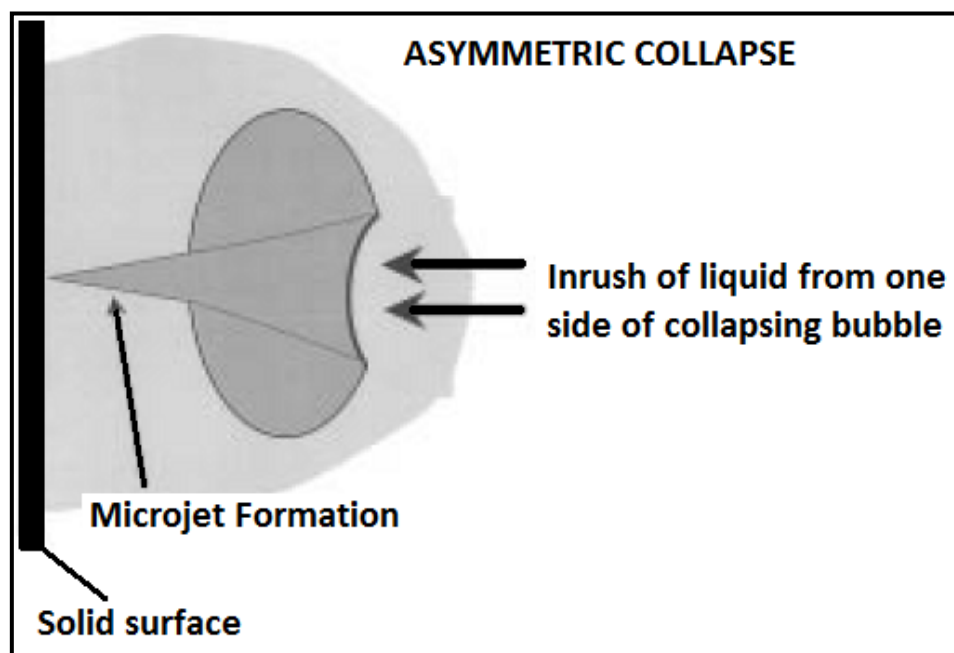 ASYMMETRIC COLLAPSE
Inrush of liquid from one
side of collapsing bubble
Microjet Formation
Solid surface